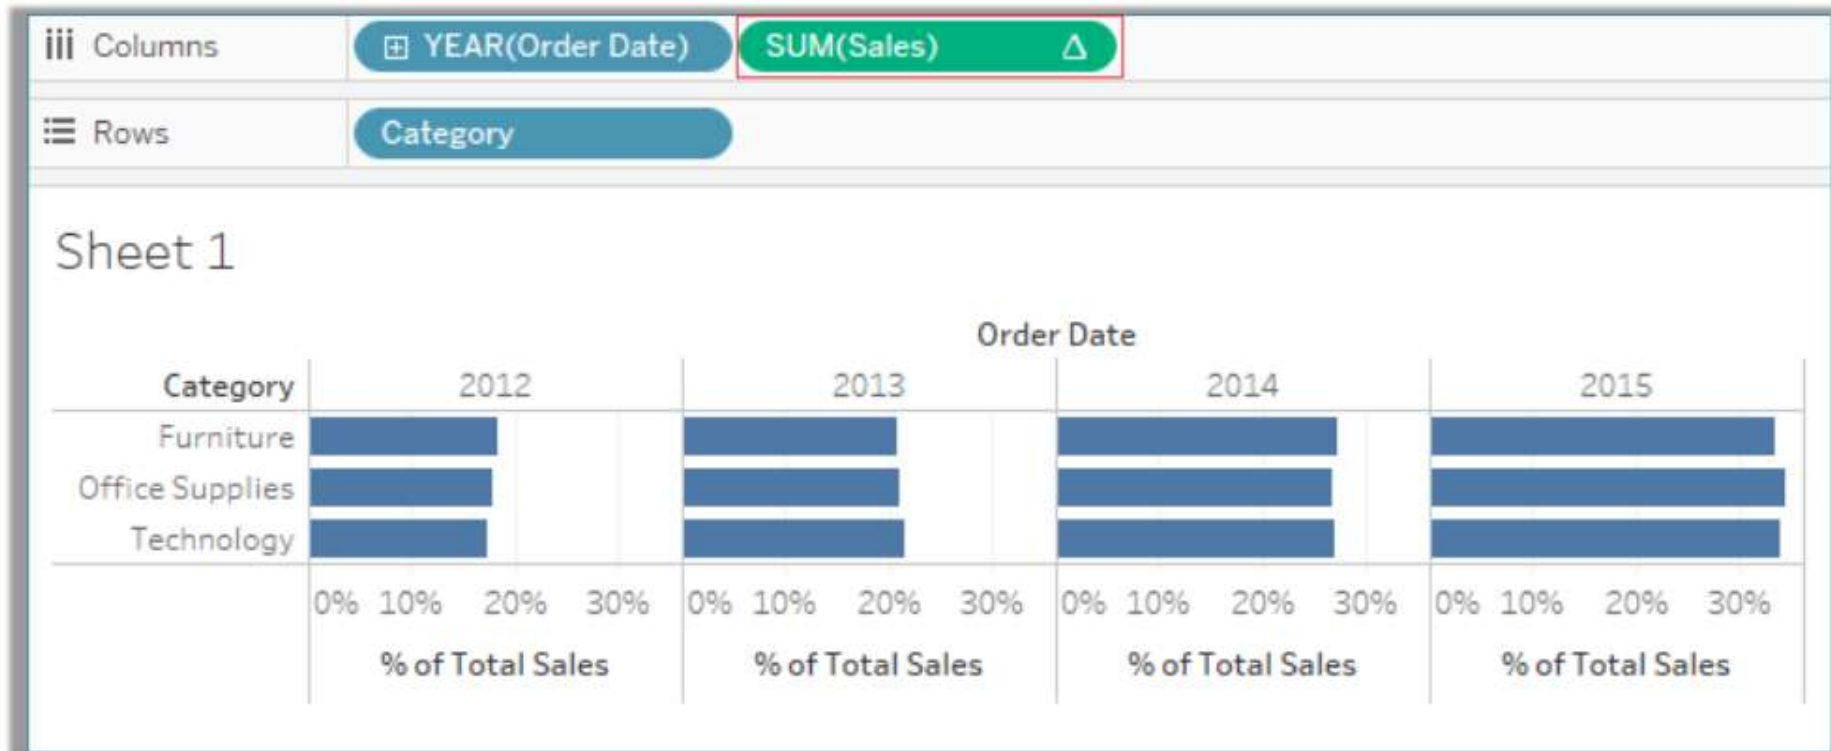 Columns YEAR(Order Date) SUM(Sales) Δ
Rows Category
Sheet 1
Order Date
Category 2012 2013 2014 2015
Furniture
Office Supplies
Technology
0% 10% 20% 30% 0% 10% 20% 30% 0% 10% 20% 30% 0% 10% 20% 30%
% of Total Sales % of Total Sales % of Total Sales % of Total Sales